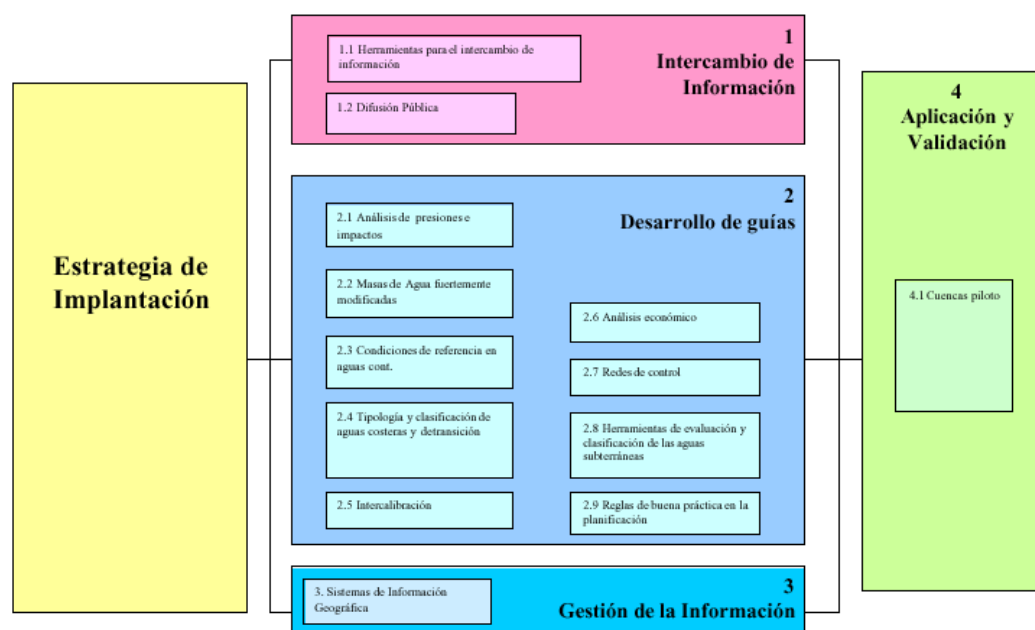 Estrategia de
Implantación
1
Intercambio de
Información
1.1 Herramientas para el intercambio de
información
1.2 Difusión Pública
2
Desarrollo de guías
2.1 Análisis de presiones e
impactos
2.2 Masas de Agua fuertemente
modificadas
2.3 Condiciones de referencia en
aguas cont.
2.4 Tipología y clasificación de
aguas costeras y detransición
2.5 Intercalibración
2.6 Análisis económico
2.7 Redes de control
2.8 Herramientas de evaluación y
clasificación de las aguas
subterráneas
2.9 Reglas de buena práctica en la
planificación
3
Gestión de la Información
3. Sistemas de Información
Geográfica
4
Aplicación y
Validación
4.1 Cuencas piloto